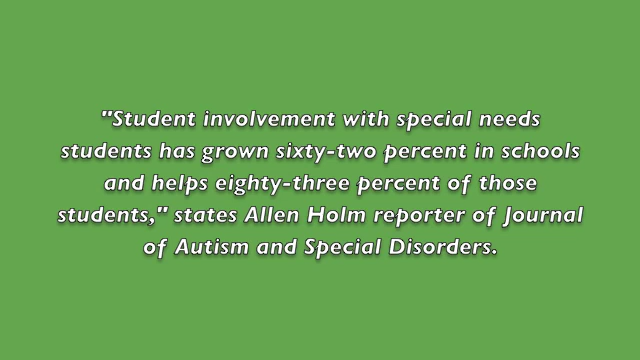 "Student involvement with special needs
students has grown sixty-two percent in schools
and helps eighty-three percent of those
students," states Allen Holm reporter of Journal
of Autism and Special Disorders.